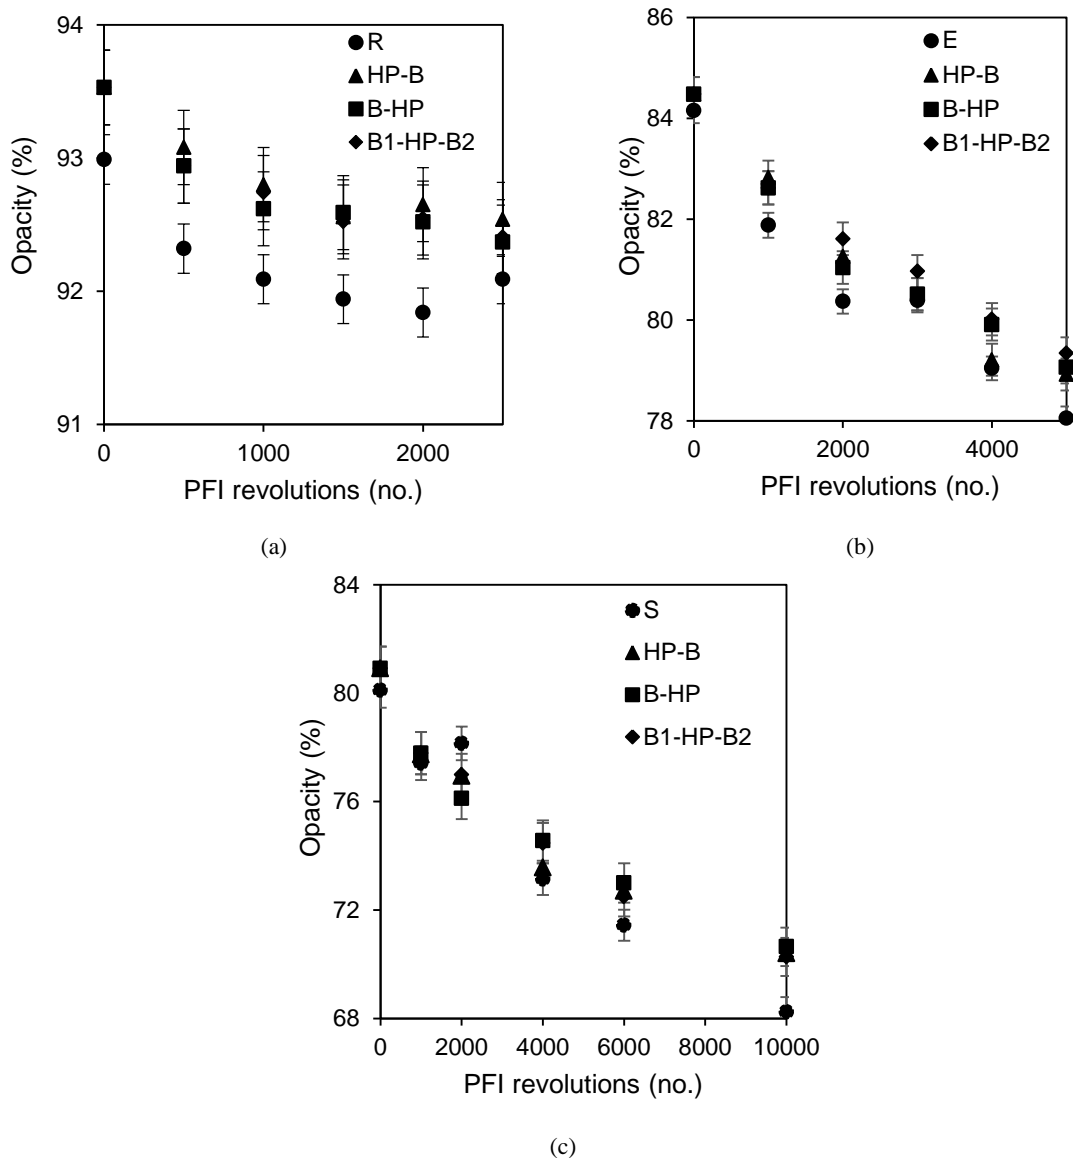 94
93
92
91
Opacity (%)
R
HP-B
B-HP
B1-HP-B2
0
1000
2000
PFI revolutions (no.)
(a)
86
84
82
80
78
Opacity (%)
E
HP-B
B-HP
B1-HP-B2
0
2000
4000
PFI revolutions (no.)
(b)
84
80
76
72
68
Opacity (%)
S
HP-B
B-HP
B1-HP-B2
0
2000
4000
6000
8000
10000
PFI revolutions (no.)
(c)